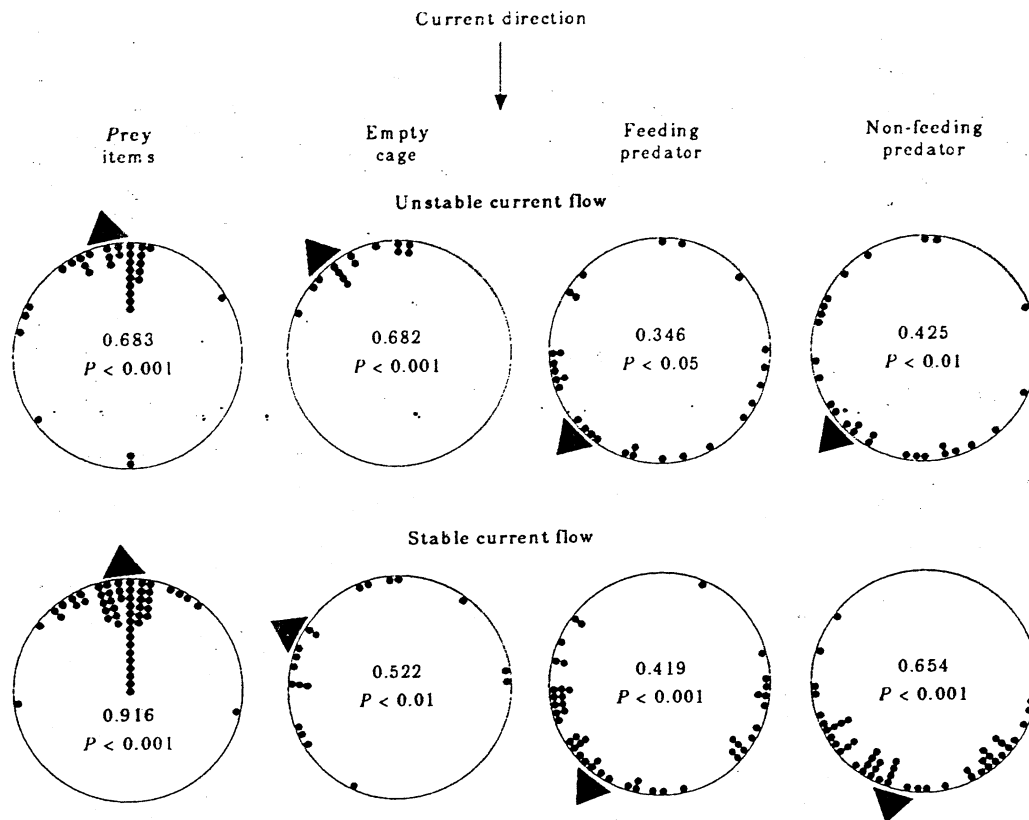 Current direction
Prey items
Empty cage
Feeding predator
Non-feeding predator
Unstable current flow
0.683
P < 0.001
0.682
P < 0.001
0.346
P < 0.05
0.425
P < 0.01
Stable current flow
0.916
P < 0.001
0.522
P < 0.01
0.419
P < 0.001
0.654
P < 0.001